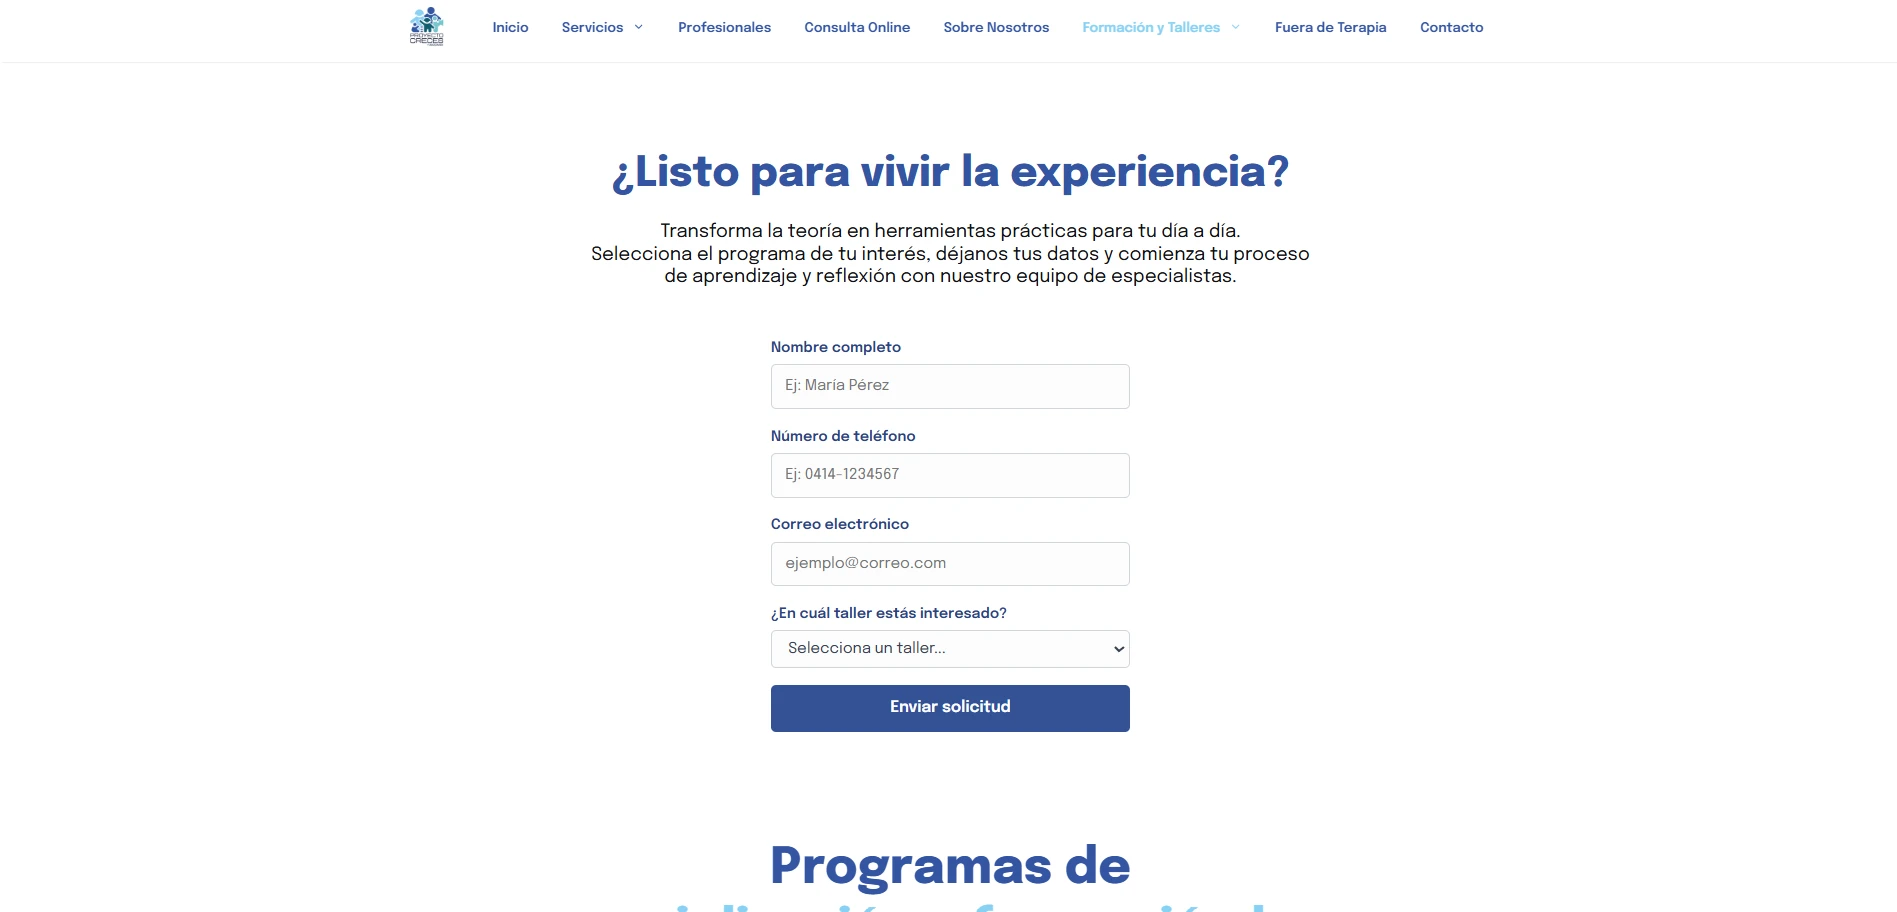 PROYECTO
CRECES
Inicio
Servicios
Profesionales
Consulta Online
Sobre Nosotros
Formación y Talleres
Fuera de Terapia
Contacto
¿Listo para vivir la experiencia?
Transforma la teoría en herramientas prácticas para tu día a día.
Selecciona el programa de tu interés, déjanos tus datos y comienza tu proceso
de aprendizaje y reflexión con nuestro equipo de especialistas.
Nombre completo
Ej: María Pérez
Número de teléfono
Ej: 0414-1234567
Correo electrónico
ejemplo@correo.com
¿En cuál taller estás interesado?
Selecciona un taller...
Enviar solicitud
Programas de